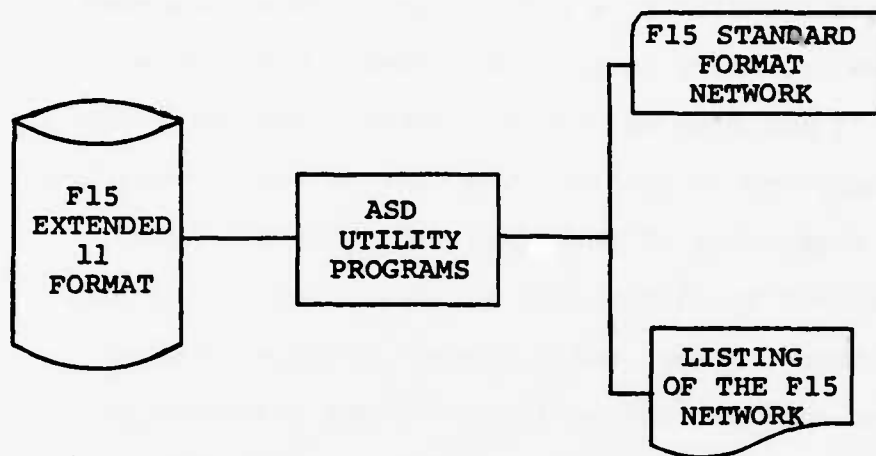 F15
EXTENDED
11
FORMAT
ASD
UTILITY
PROGRAMS
F15 STANDARD
FORMAT
NETWORK
LISTING
OF THE F15
NETWORK